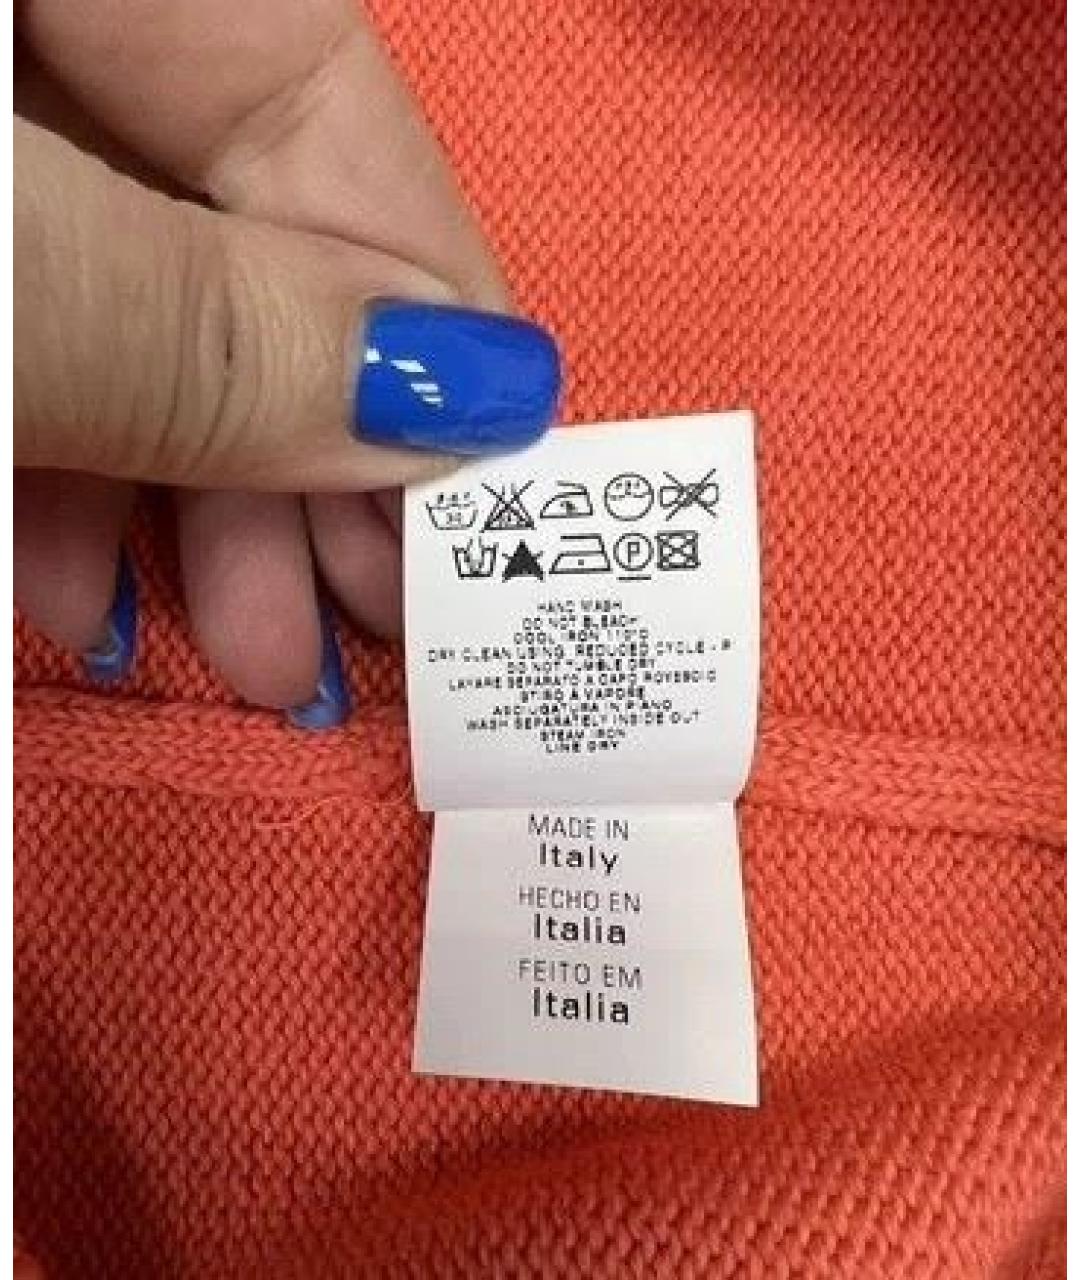 HAND WASH
DO NOT BLEACH
COOL IRON 110°C
DRY CLEAN USING REDUCED CYCLE - P
DO NOT TUMBLE DRY
LAVARE SEPARATO A CAPO ROVESCIO
STIRO A VAPORE
ASCIUGATURA IN PIANO
WASH SEPARATELY INSIDE OUT
STEAM IRON
LINE DRY
MADE IN
Italy
HECHO EN
Italia
FEITO EM
itália